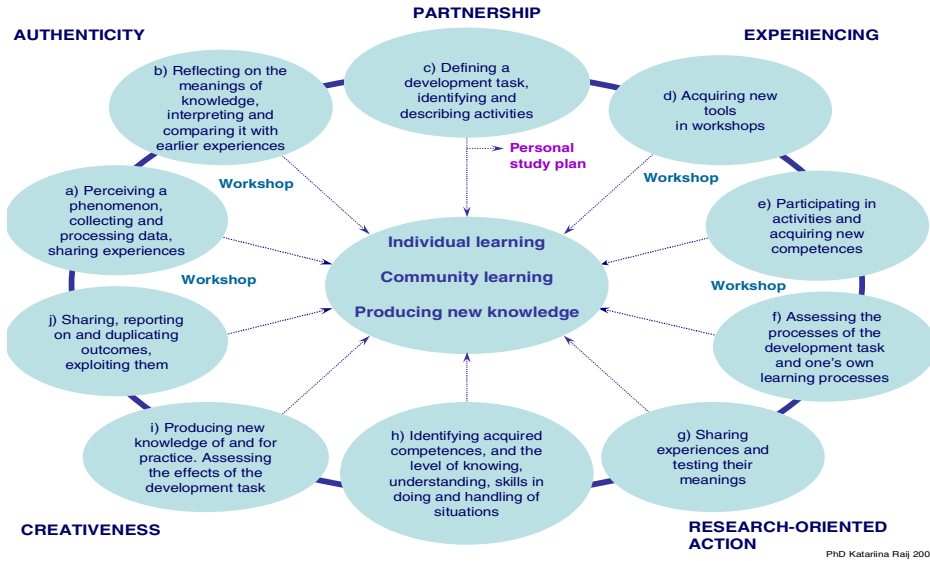 PARTNERSHIP
AUTHENTICITY
EXPERIENCING
b) Reflecting on the
meanings of
knowledge,
interpreting and
comparing it with
earlier experiences
c) Defining a
development task,
identifying and
describing activities
d) Acquiring new
tools
in workshops
Personal
study plan
Workshop
Workshop
a) Perceiving a
phenomenon,
collecting and
processing data,
sharing experiences
e) Participating in
activities and
acquiring new
competences
Individual learning
Community learning
Producing new knowledge
Workshop
Workshop
j) Sharing, reporting
on and duplicating
outcomes,
exploiting them
f) Assessing the
processes of the
development task
and one's own
learning processes
i) Producing new
knowledge of and for
practice. Assessing
the effects of the
development task
h) Identifying acquired
competences, and the
level of knowing,
understanding, skills in
doing and handling of
situations
g) Sharing
experiences and
testing their
meanings
CREATIVENESS
RESEARCH-ORIENTED
ACTION
PhD Katariina Raij 200